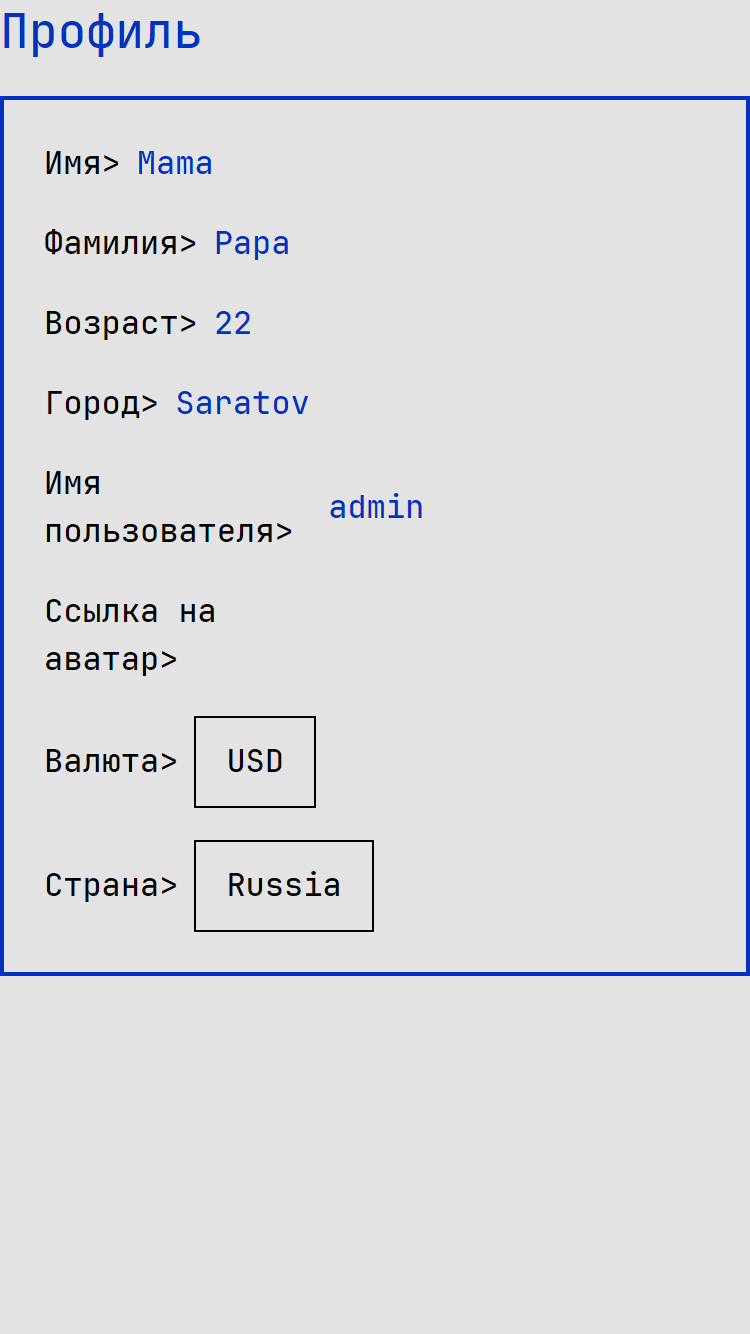 Профиль
Имя> Mama
Фамилия> Papa
Возраст> 22
Город> Saratov
Имя
пользователя> admin
Ссылка на
аватар>
Валюта> USD
Страна> Russia